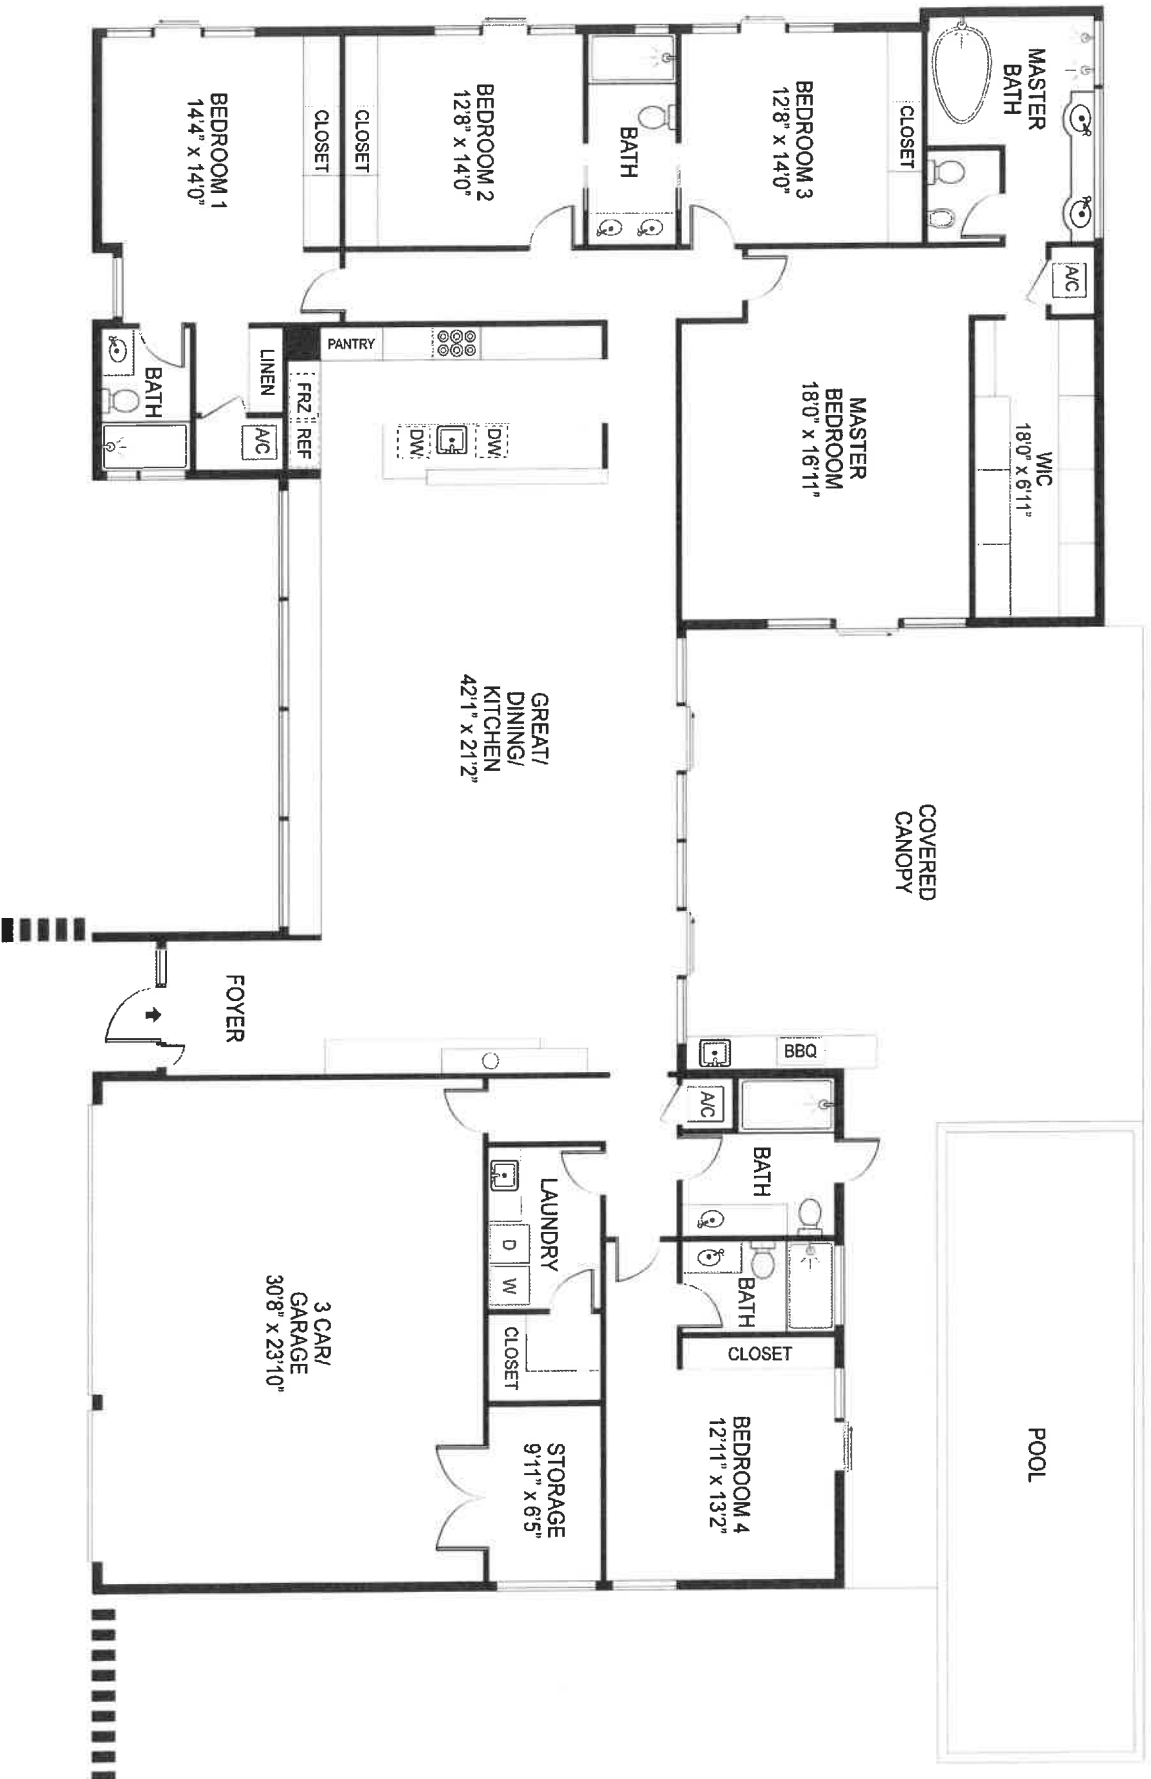 MASTER
BATH
A/C
WIC
18'0" x 6'11"
CLOSET
BEDROOM 3
12'8" x 14'0"
MASTER
BEDROOM
18'0" x 16'11"
COVERED
CANOPY
POOL
BATH
BBQ
A/C
BATH
BATH
CLOSET
BEDROOM 4
12'11" x 13'2"
BEDROOM 2
12'8" x 14'0"
CLOSET
CLOSET
BEDROOM 1
14'4" x 14'0"
PANTRY
DW
DW
FRZ
REF
LINEN
A/C
BATH
GREAT/
DINING/
KITCHEN
42'1" x 21'2"
FOYER
LAUNDRY
D
W
CLOSET
STORAGE
9'11" x 6'5"
3 CAR/
GARAGE
30'8" x 23'10"